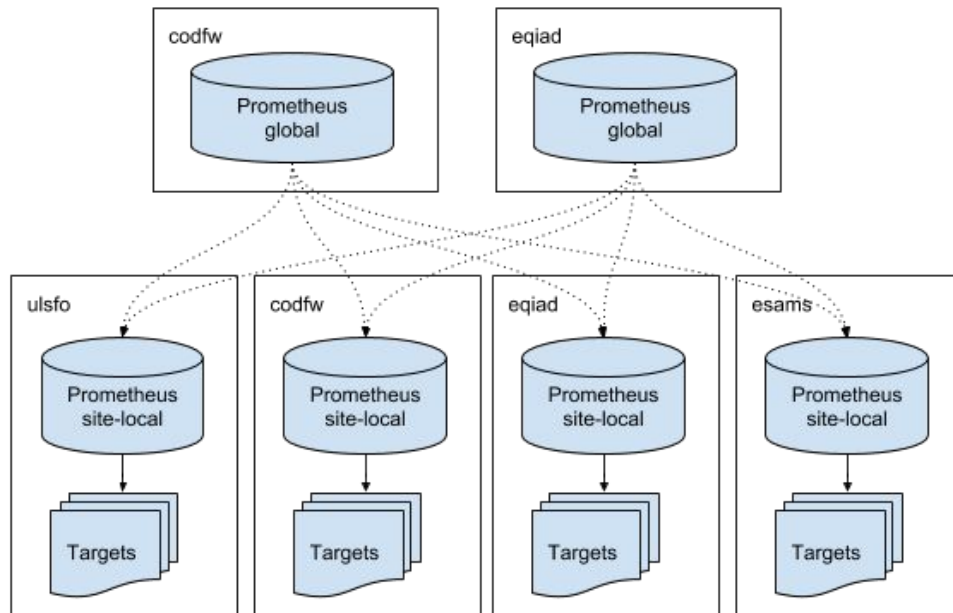 codfw
Prometheus
global
eqiad
Prometheus
global
ulsfo
Prometheus
site-local
Targets
codfw
Prometheus
site-local
Targets
eqiad
Prometheus
site-local
Targets
esams
Prometheus
site-local
Targets